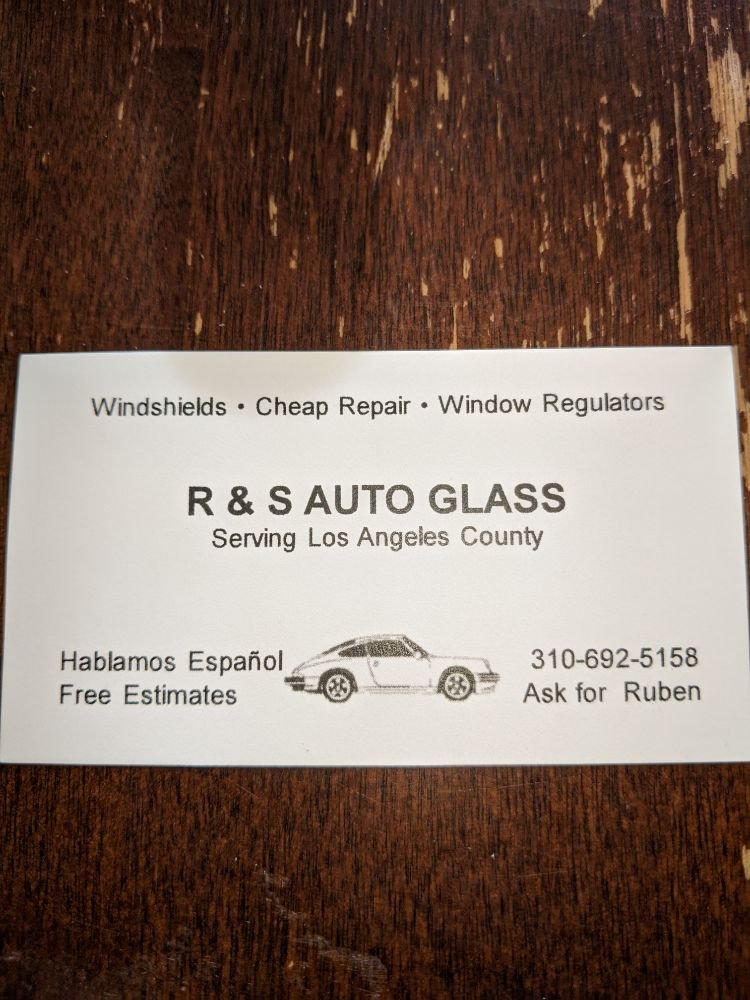 Windshields • Cheap Repair • Window Regulators
R & S AUTO GLASS
Serving Los Angeles County
Hablamos Español
Free Estimates
310-692-5158
Ask for Ruben